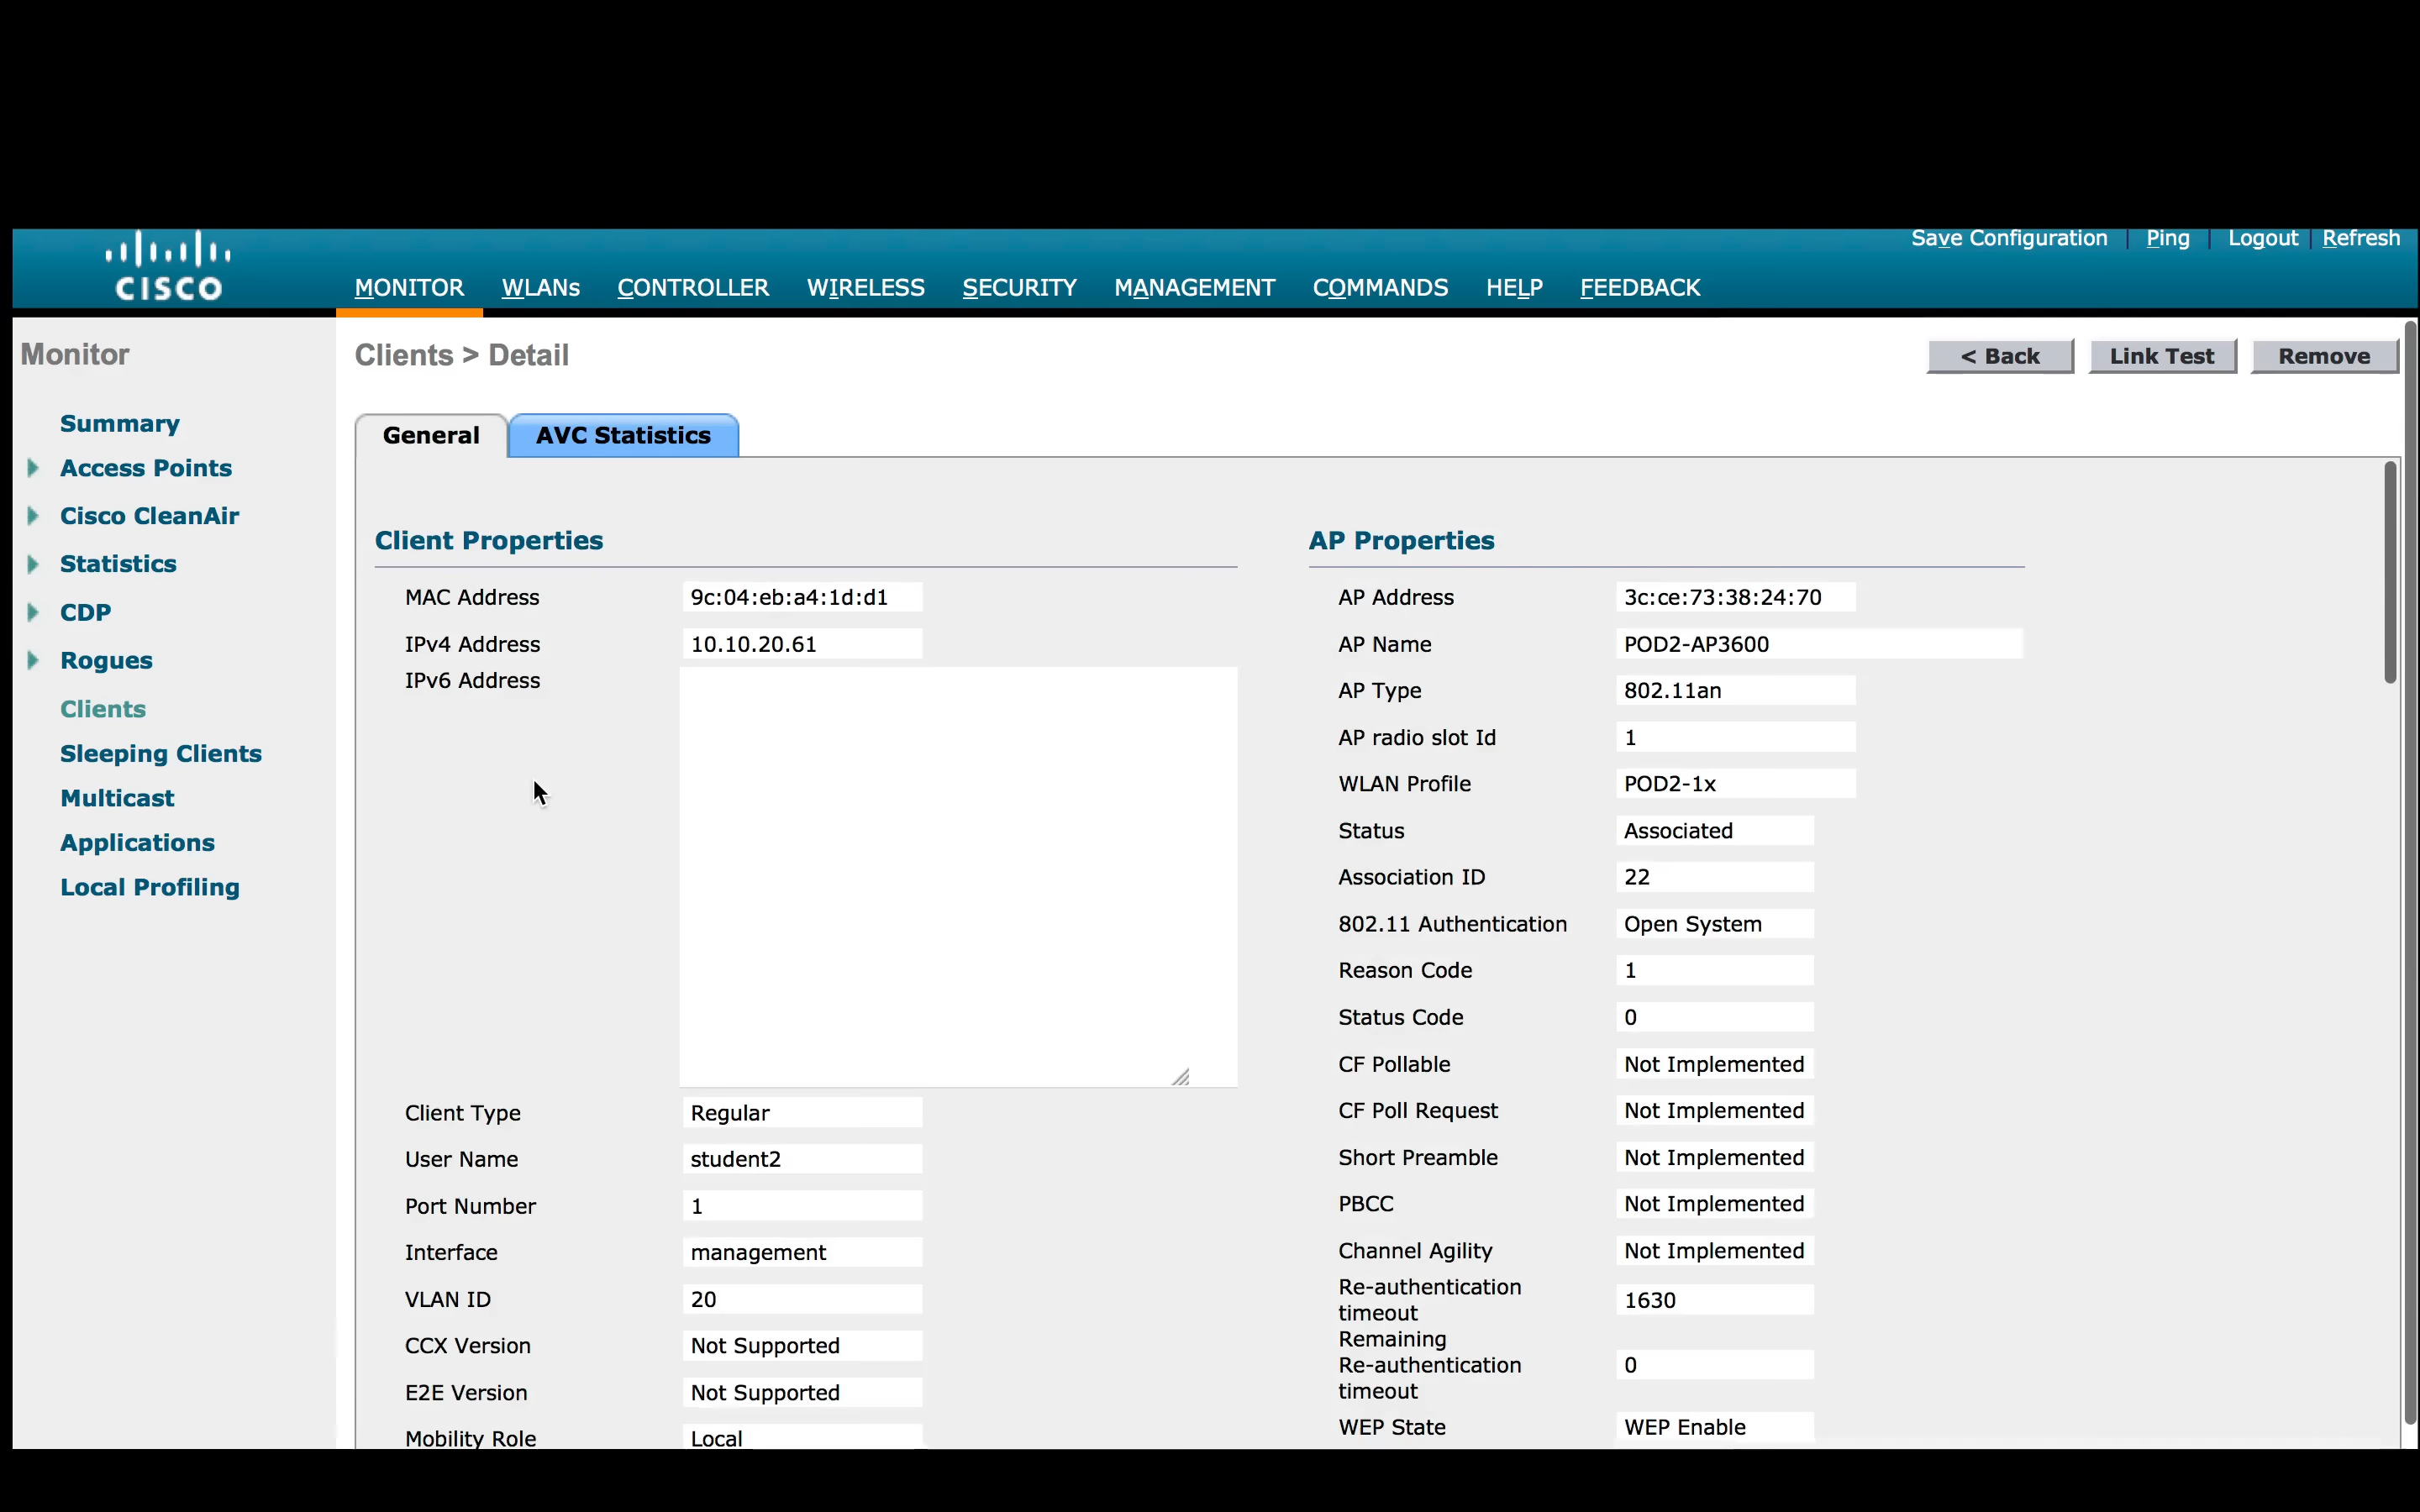 Save Configuration | Ping | Logout | Refresh
CISCO
MONITOR WLANs CONTROLLER WIRELESS SECURITY MANAGEMENT COMMANDS HELP FEEDBACK
Monitor
Summary
Access Points
Cisco CleanAir
Statistics
CDP
Rogues
Clients
Sleeping Clients
Multicast
Applications
Local Profiling
Clients > Detail
< Back Link Test Remove
General AVC Statistics
Client Properties
MAC Address 9c:04:eb:a4:1d:d1
IPv4 Address 10.10.20.61
IPv6 Address
Client Type Regular
User Name student2
Port Number 1
Interface management
VLAN ID 20
CCX Version Not Supported
E2E Version Not Supported
Mobility Role Local
AP Properties
AP Address 3c:ce:73:38:24:70
AP Name POD2-AP3600
AP Type 802.11an
AP radio slot Id 1
WLAN Profile POD2-1x
Status Associated
Association ID 22
802.11 Authentication Open System
Reason Code 1
Status Code 0
CF Pollable Not Implemented
CF Poll Request Not Implemented
Short Preamble Not Implemented
PBCC Not Implemented
Channel Agility Not Implemented
Re-authentication
timeout 1630
Remaining
Re-authentication 0
timeout
WEP State WEP Enable